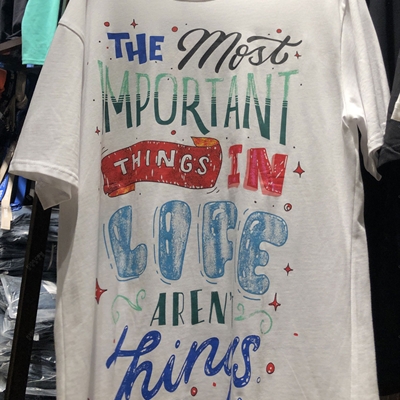 THE Most
IMPORTANT
THINGS IN
LIFE
AREN'T
things